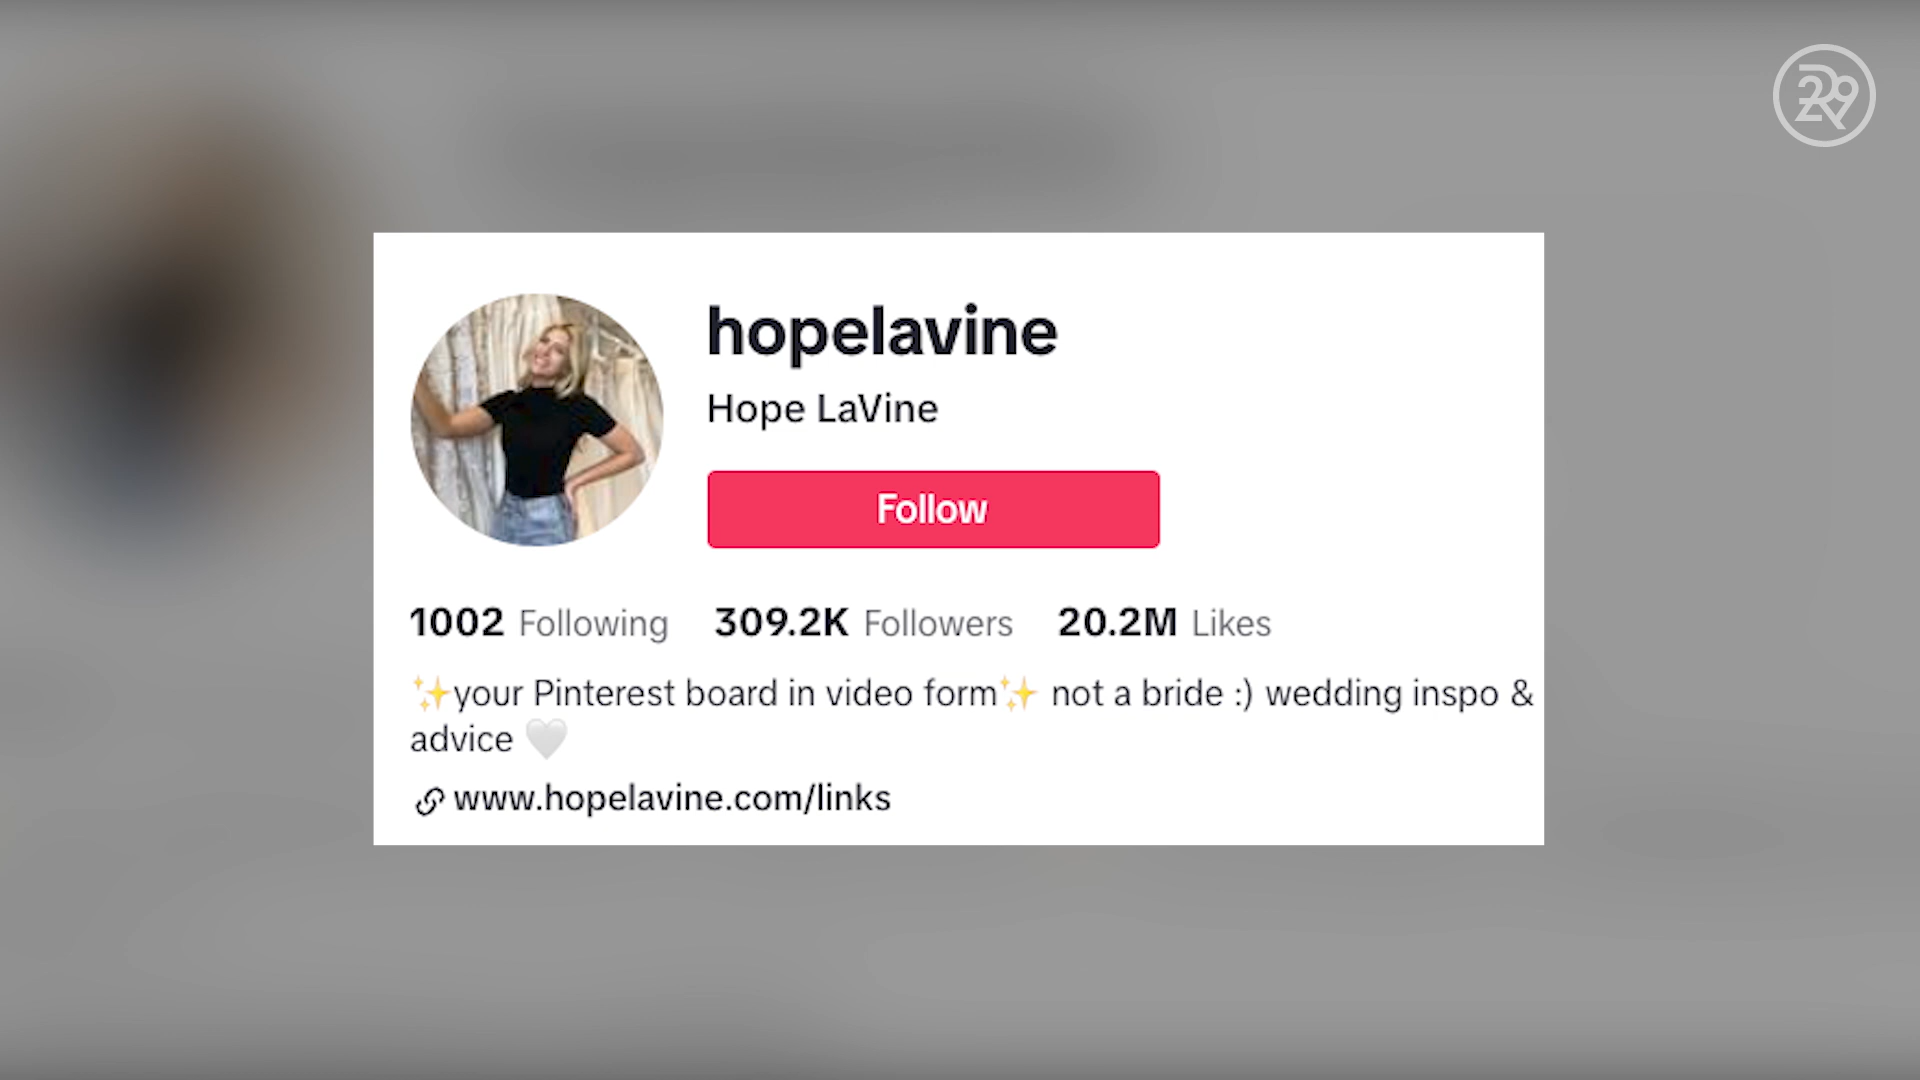 R29
hopelavine
Hope LaVine
Follow
1002 Following 309.2K Followers 20.2M Likes
✨your Pinterest board in video form✨ not a bride :) wedding inspo &
advice 🤍
www.hopelavine.com/links